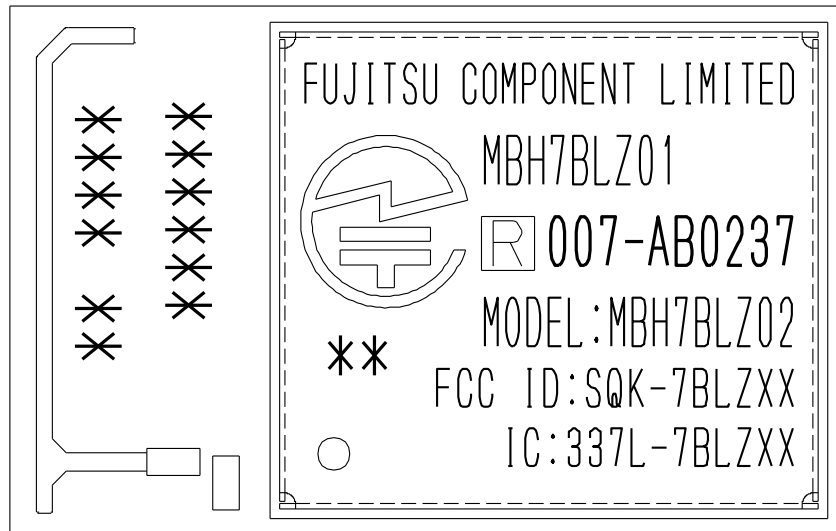 FUJITSU COMPONENT LIMITED
MBH7BLZ01
R 007-AB0237
MODEL:MBH7BLZ02
**
FCC ID:SQK-7BLZXX
IC:337L-7BLZXX